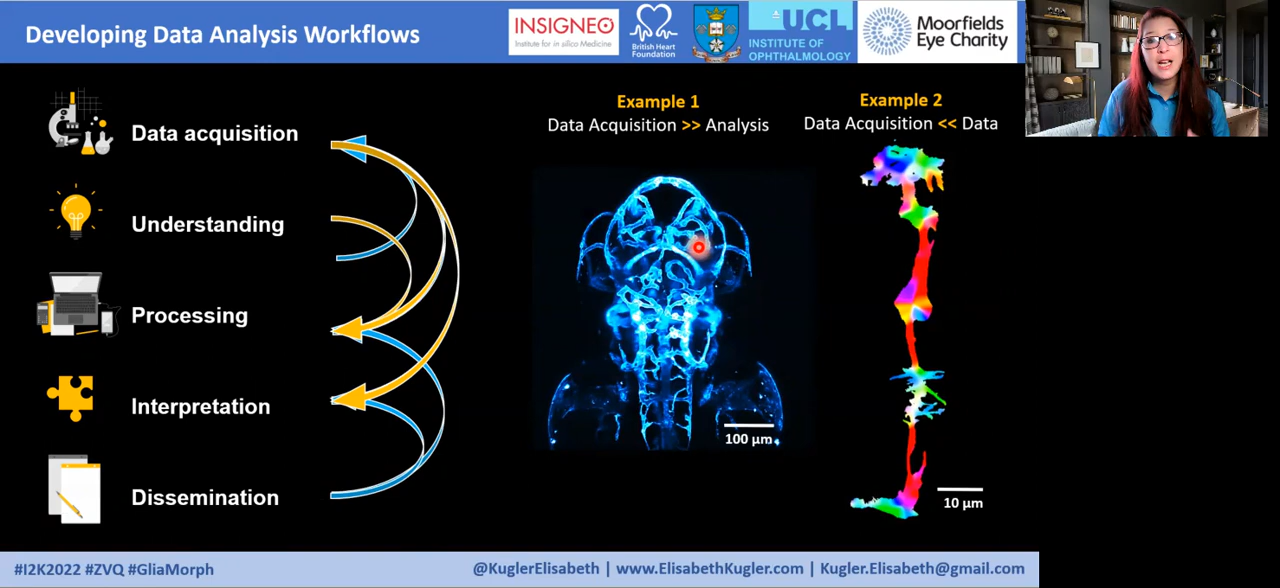 Developing Data Analysis Workflows
INSIGNEO
Institute for in silico Medicine
British Heart
Foundation
UCL
INSTITUTE OF
OPHTHALMOLOGY
Moorfields
Eye Charity
Data acquisition
Understanding
Processing
Interpretation
Dissemination
Example 1
Data Acquisition >> Analysis
100 µm
Example 2
Data Acquisition << Data
10 µm
#I2K2022 #ZVQ #GliaMorph
@KuglerElisabeth | www.ElisabethKugler.com | Kugler.Elisabeth@gmail.com